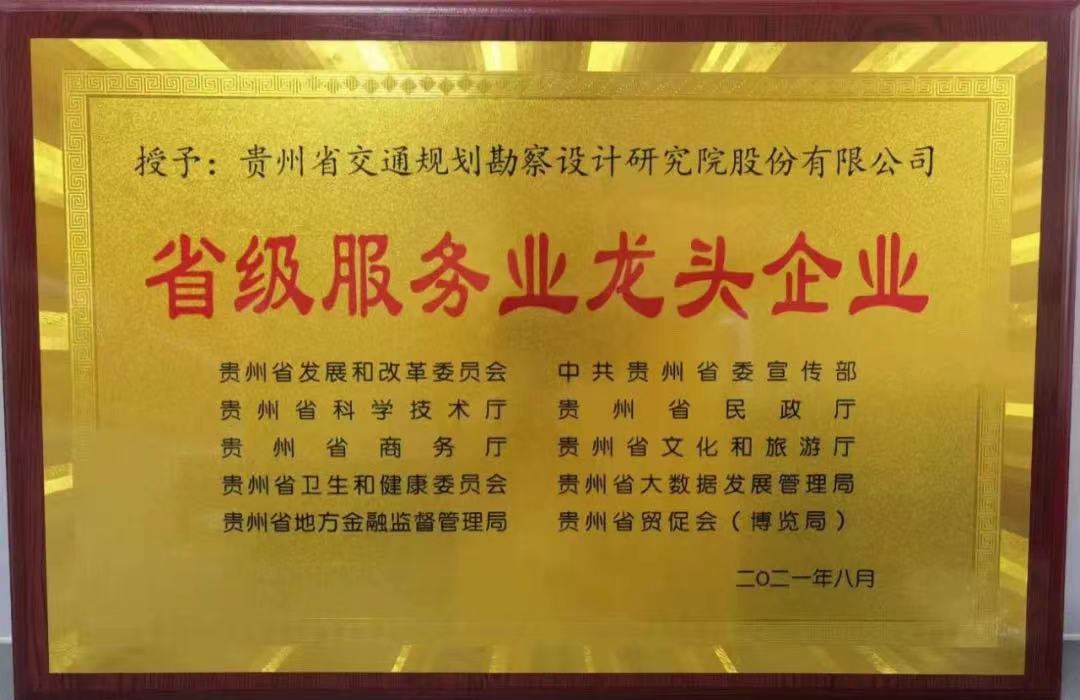 授予：贵州省交通规划勘察设计研究院股份有限公司
省级服务业龙头企业
贵州省发展和改革委员会 中共贵州省委宣传部
贵州省科学技术厅 贵州省民政厅
贵州省商务厅 贵州省文化和旅游厅
贵州省卫生和健康委员会 贵州省大数据发展管理局
贵州省地方金融监督管理局 贵州省贸促会（博览局）
二〇二一年八月